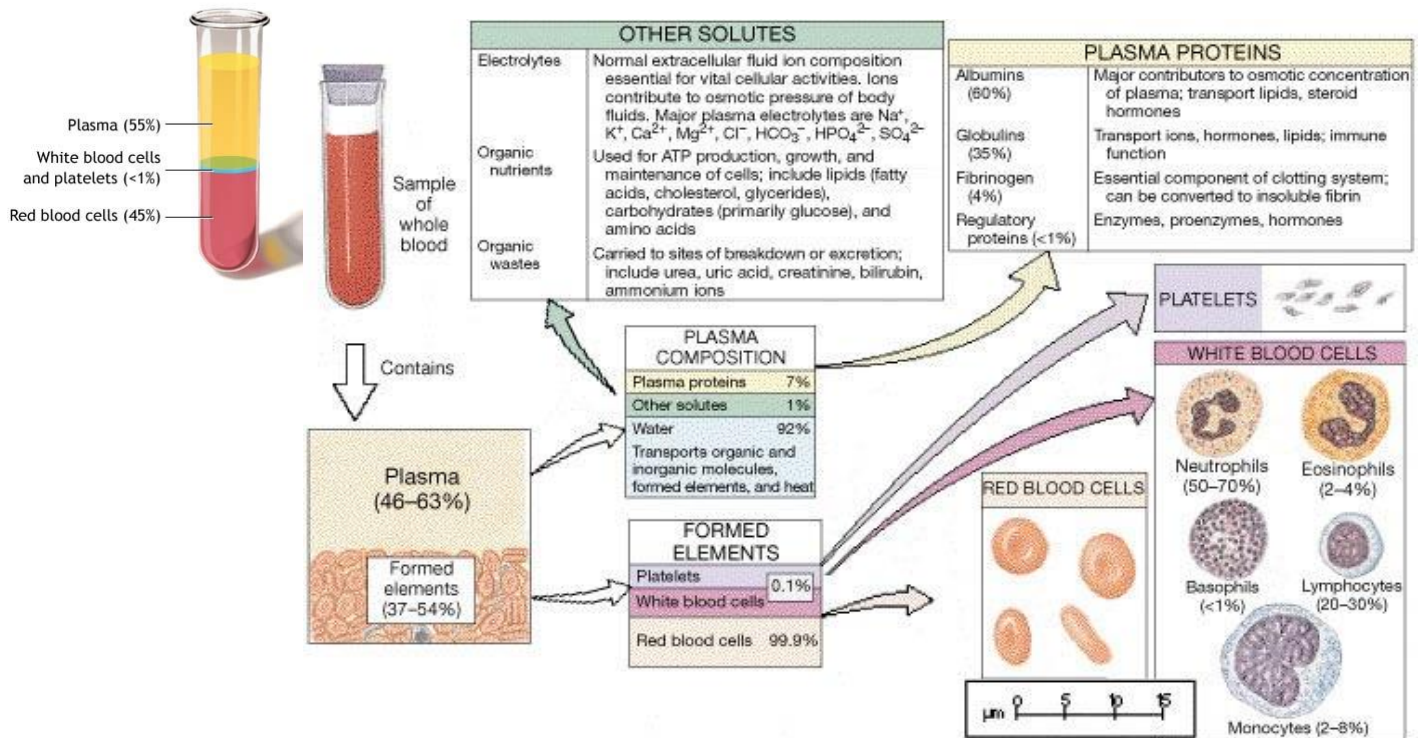 Plasma (55%)
White blood cells
and platelets (<1%)
Red blood cells (45%)
Sample
of
whole
blood
Contains
Plasma
(46–63%)
Formed
elements
(37–54%)
OTHER SOLUTES
Electrolytes
Normal extracellular fluid ion composition
essential for vital cellular activities. Ions
contribute to osmotic pressure of body
fluids. Major plasma electrolytes are Na⁺,
K⁺, Ca²⁺, Mg²⁺, Cl⁻, HCO₃⁻, HPO₄²⁻, SO₄²⁻
Organic
nutrients
Used for ATP production, growth, and
maintenance of cells; include lipids (fatty
acids, cholesterol, glycerides),
carbohydrates (primarily glucose), and
amino acids
Organic
wastes
Carried to sites of breakdown or excretion;
include urea, uric acid, creatinine, bilirubin,
ammonium ions
PLASMA PROTEINS
Albumins
(60%)
Major contributors to osmotic concentration
of plasma; transport lipids, steroid
hormones
Globulins
(35%)
Transport ions, hormones, lipids; immune
function
Fibrinogen
(4%)
Essential component of clotting system;
can be converted to insoluble fibrin
Regulatory
proteins (<1%)
Enzymes, proenzymes, hormones
PLASMA
COMPOSITION
Plasma proteins 7%
Other solutes 1%
Water 92%
Transports organic and
inorganic molecules,
formed elements, and heat
FORMED
ELEMENTS
Platelets
0.1%
White blood cells
Red blood cells 99.9%
PLATELETS
WHITE BLOOD CELLS
Neutrophils
(50–70%)
Eosinophils
(2–4%)
Basophils
(<1%)
Lymphocytes
(20–30%)
Monocytes (2–8%)
RED BLOOD CELLS
µm 0 5 10 15